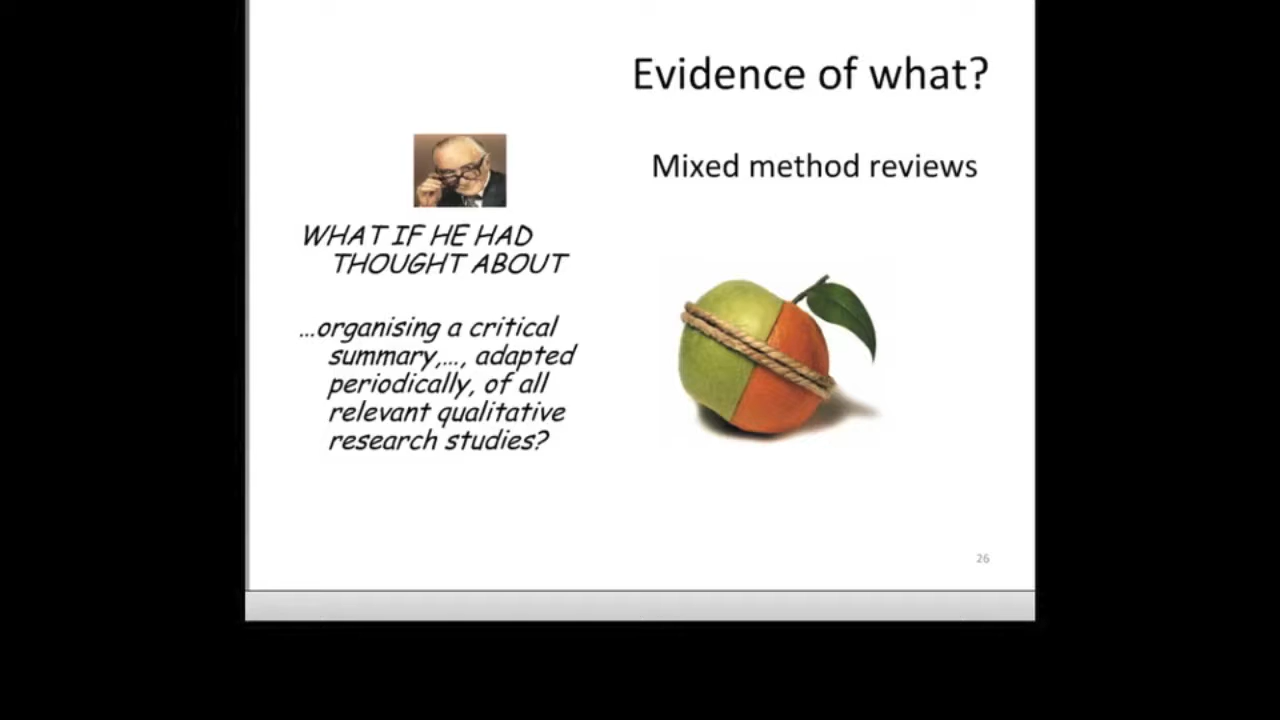 Evidence of what?
Mixed method reviews
WHAT IF HE HAD
THOUGHT ABOUT
...organising a critical
summary,..., adapted
periodically, of all
relevant qualitative
research studies?
26